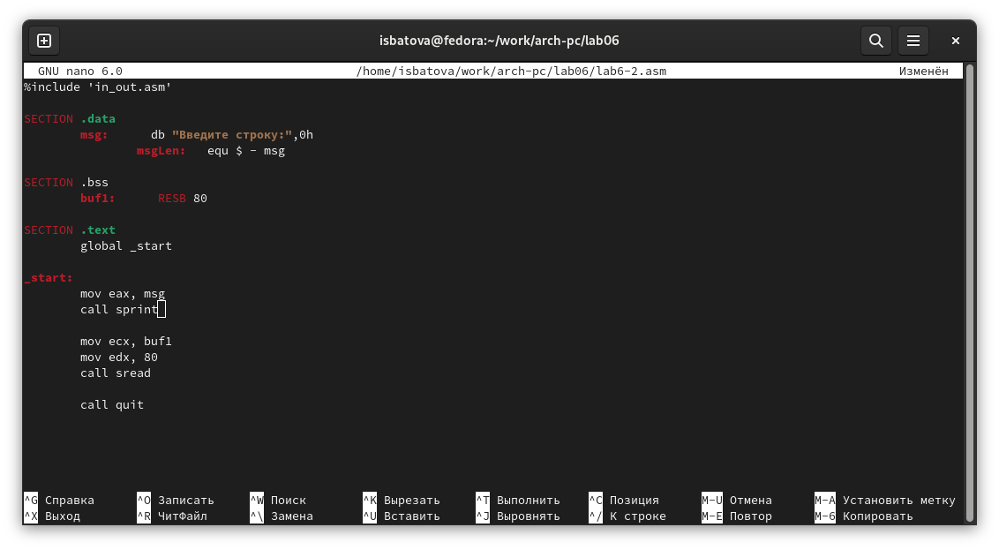 isbatova@fedora:~/work/arch-pc/lab06
GNU nano 6.0 /home/isbatova/work/arch-pc/lab06/lab6-2.asm Изменён
%include 'in_out.asm'
SECTION .data
msg: db "Введите строку:",0h
msgLen: equ $ - msg
SECTION .bss
buf1: RESB 80
SECTION .text
global _start
_start:
mov eax, msg
call sprint
mov ecx, buf1
mov edx, 80
call sread
call quit
^G Справка ^O Записать ^W Поиск ^K Вырезать ^T Выполнить ^C Позиция M-U Отмена M-A Установить метку
^X Выход ^R ЧитФайл ^\ Замена ^U Вставить ^J Выровнять ^/ К строке M-E Повтор M-6 Копировать